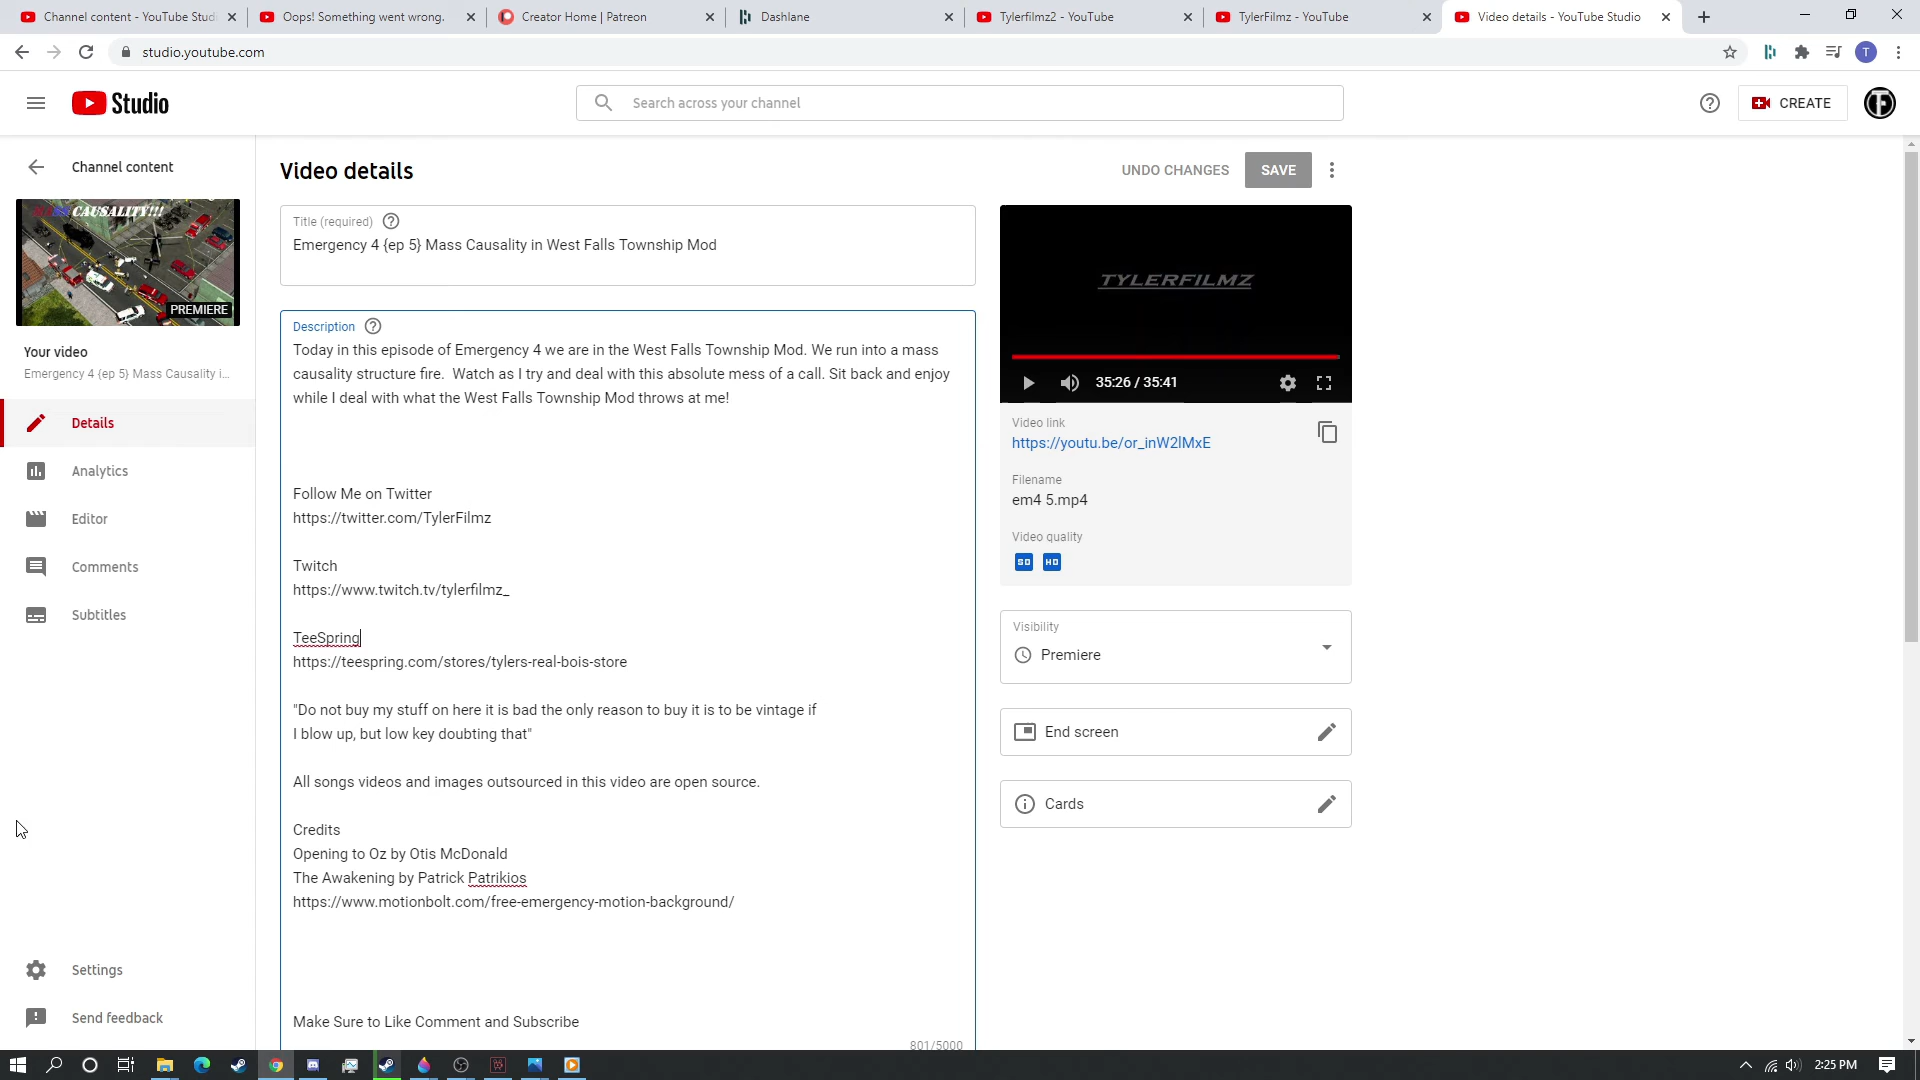 Channel content - YouTube Stud
Oops! Something went wrong.
Creator Home | Patreon
Dashlane
Tylerfilmz2 - YouTube
TylerFilmz - YouTube
Video details - YouTube Studio
studio.youtube.com
T
Studio
Search across your channel
CREATE
Channel content
Video details
UNDO CHANGES
SAVE
CAUSALITY!!!
PREMIERE
Your video
Emergency 4 {ep 5} Mass Causality i...
Details
Analytics
Editor
Comments
Subtitles
Settings
Send feedback
Title (required)
Emergency 4 {ep 5} Mass Causality in West Falls Township Mod
Description
Today in this episode of Emergency 4 we are in the West Falls Township Mod. We run into a mass
causality structure fire.  Watch as I try and deal with this absolute mess of a call. Sit back and enjoy
while I deal with what the West Falls Township Mod throws at me!
Follow Me on Twitter
https://twitter.com/TylerFilmz
Twitch
https://www.twitch.tv/tylerfilmz_
TeeSpring
https://teespring.com/stores/tylers-real-bois-store
"Do not buy my stuff on here it is bad the only reason to buy it is to be vintage if
I blow up, but low key doubting that"
All songs videos and images outsourced in this video are open source.
Credits
Opening to Oz by Otis McDonald
The Awakening by Patrick Patrikios
https://www.motionbolt.com/free-emergency-motion-background/
Make Sure to Like Comment and Subscribe
801/5000
TYLERFILMZ
35:26 / 35:41
Video link
https://youtu.be/or_inW2lMxE
Filename
em4 5.mp4
Video quality
SD HD
Visibility
Premiere
End screen
Cards
2:25 PM